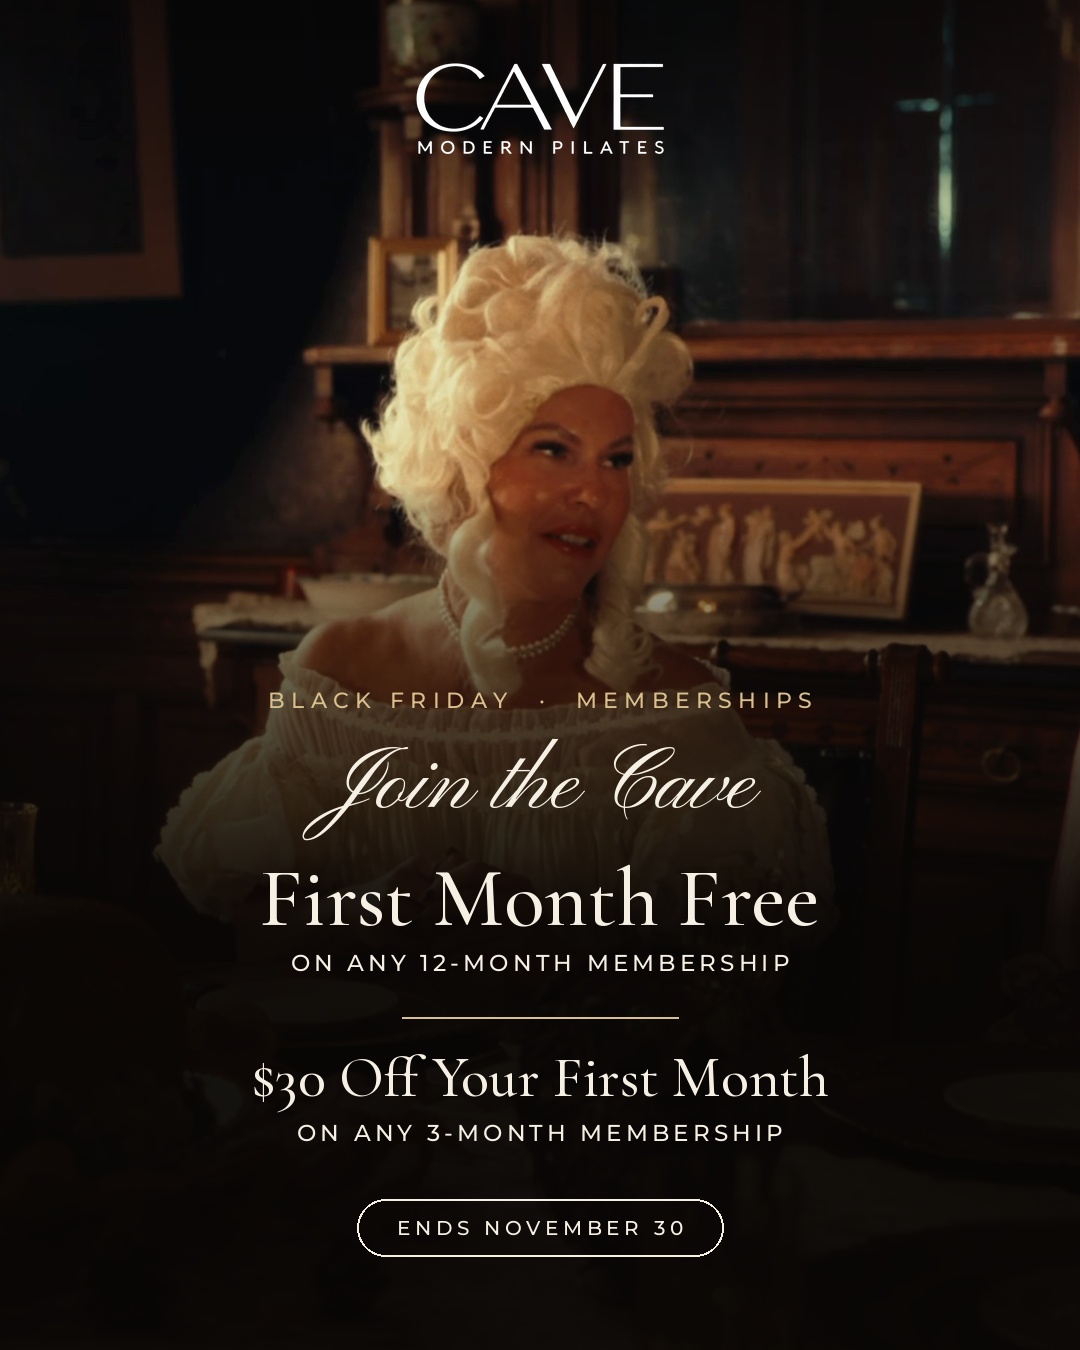 CAVE
MODERN PILATES
BLACK FRIDAY · MEMBERSHIPS
Join the Cave
First Month Free
ON ANY 12-MONTH MEMBERSHIP
$30 Off Your First Month
ON ANY 3-MONTH MEMBERSHIP
ENDS NOVEMBER 30